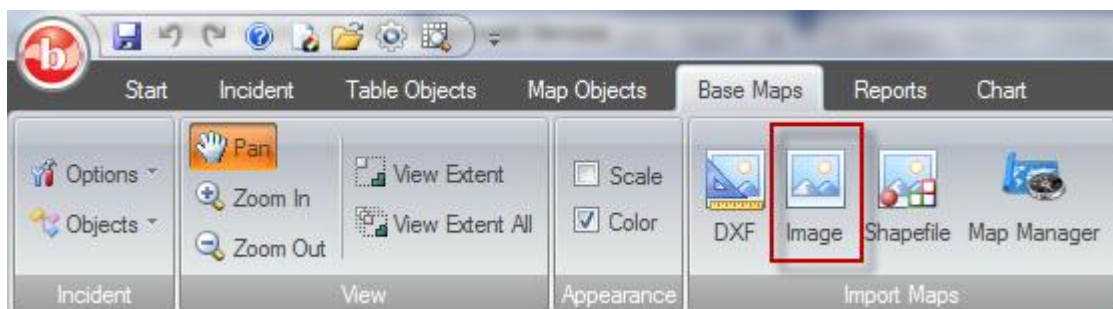 b
Start Incident Table Objects Map Objects Base Maps Reports Chart
Options
Objects
Incident
Pan
Zoom In
Zoom Out
View Extent
View Extent All
View
Scale
Color
Appearance
DXF Image Shapefile Map Manager
Import Maps